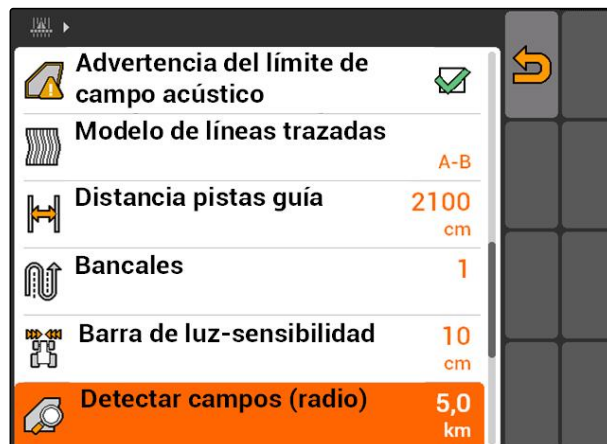 Advertencia del límite de
campo acústico
Modelo de líneas trazadas
A-B
Distancia pistas guía
2100
cm
Bancales
1
Barra de luz-sensibilidad
10
cm
Detectar campos (radio)
5,0
km